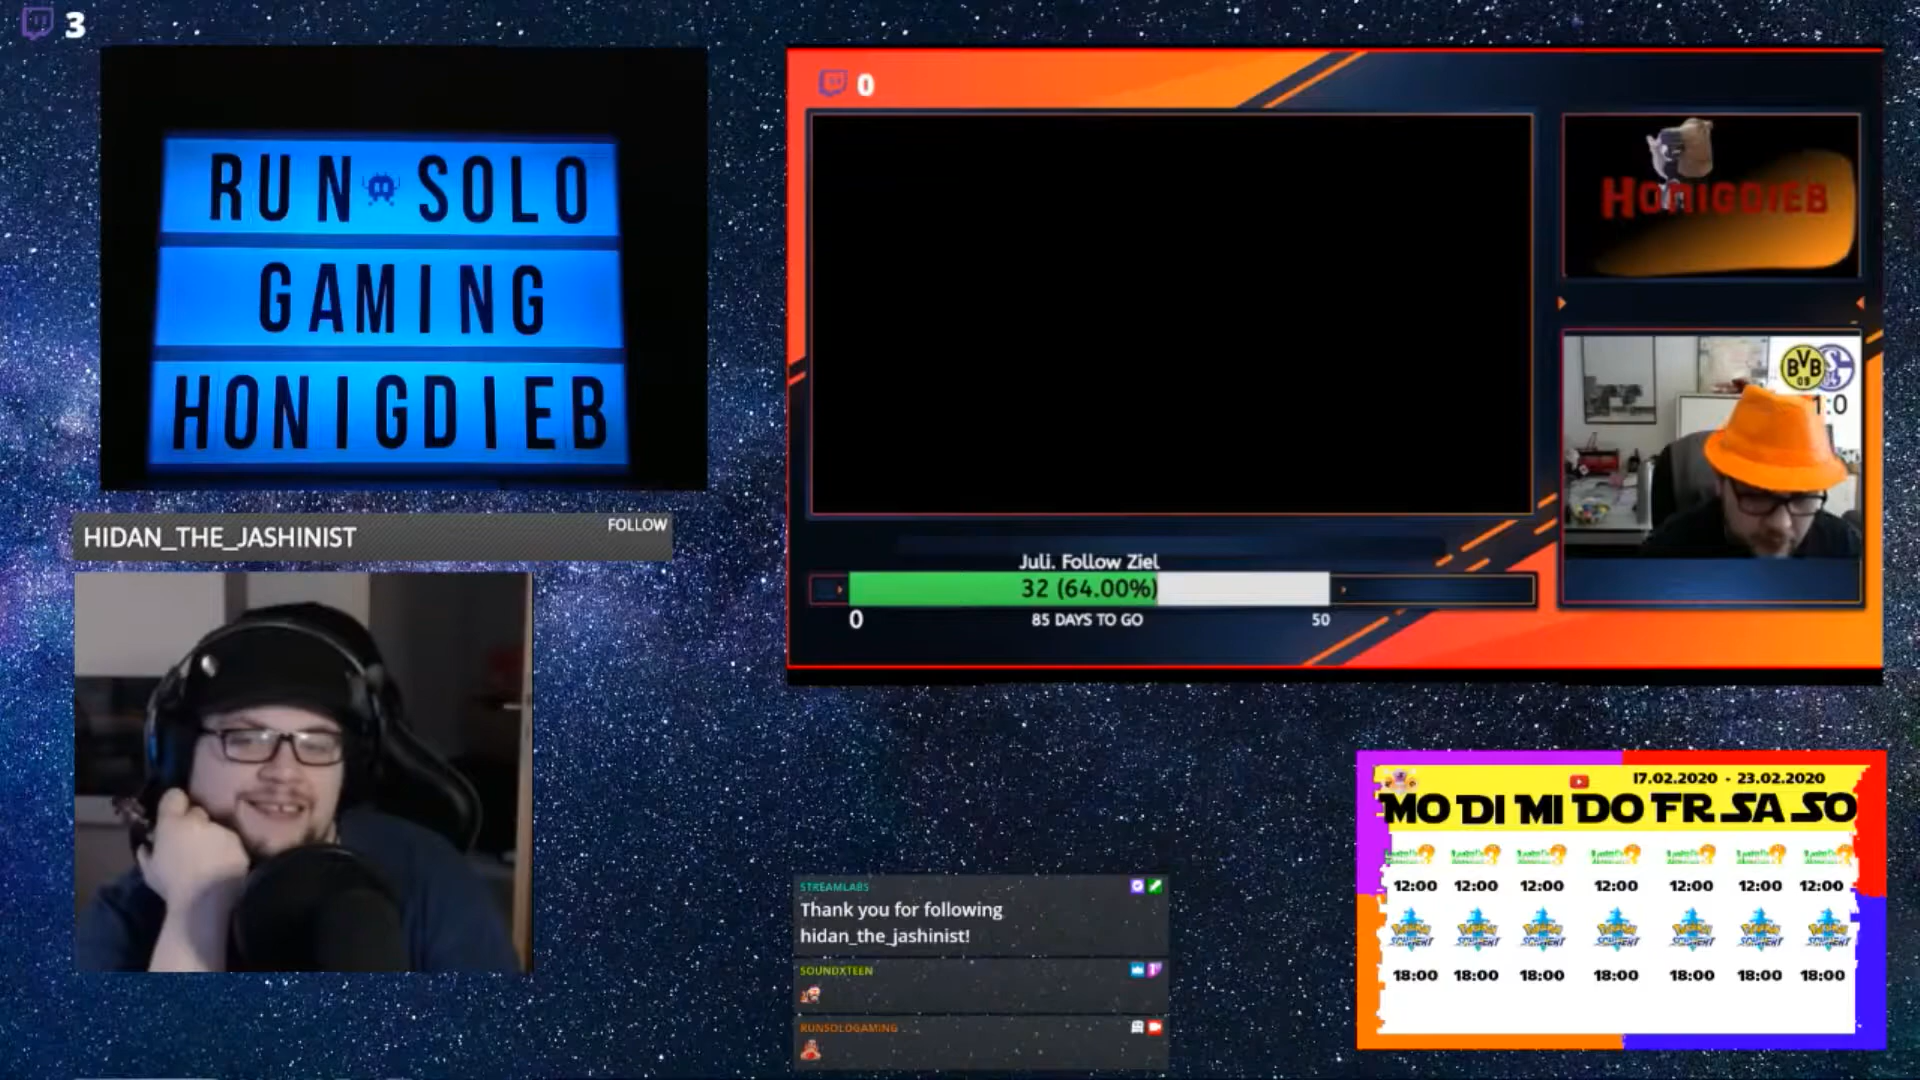 3
RUN SOLO
GAMING
HONIGDIEB
HIDAN_THE_JASHINIST
FOLLOW
0
HONIGDIEB
BVB
09
1:0
Juli. Follow Ziel
32 (64.00%)
0
85 DAYS TO GO
50
STREAMLABS
Thank you for following
hidan_the_jashinist!
SOUNDXTEEN
RUNSOLOGAMING
17.02.2020 - 23.02.2020
MO DI MI DO FR SA SO
12:00 12:00 12:00 12:00 12:00 12:00 12:00
18:00 18:00 18:00 18:00 18:00 18:00 18:00